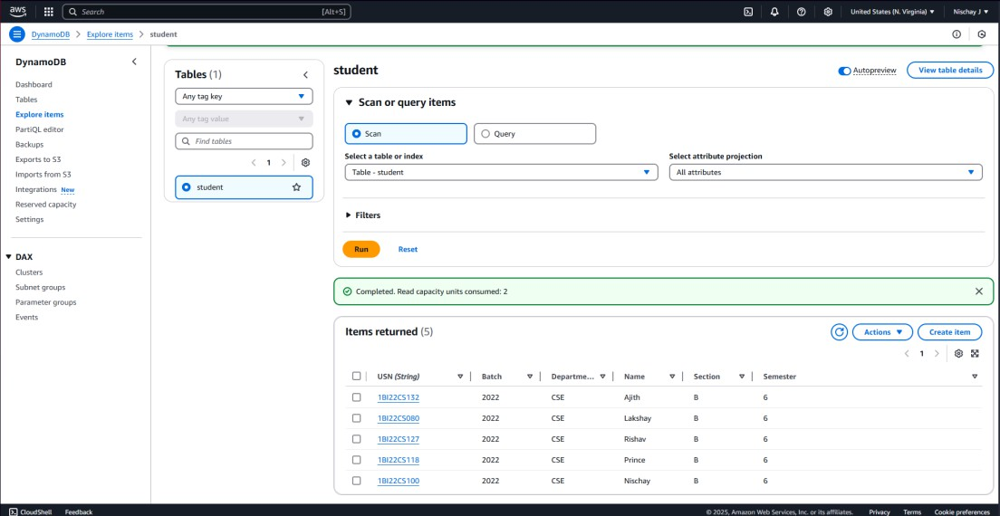 aws
Search [Alt+S]
United States (N. Virginia) Nischay J
DynamoDB > Explore items > student
DynamoDB
Dashboard
Tables
Explore items
PartiQL editor
Backups
Exports to S3
Imports from S3
Integrations New
Reserved capacity
Settings
DAX
Clusters
Subnet groups
Parameter groups
Events
Tables (1)
Any tag key
Any tag value
Find tables
1
student
student
Autopreview View table details
Scan or query items
Scan Query
Select a table or index Select attribute projection
Table - student All attributes
Filters
Run Reset
Completed. Read capacity units consumed: 2
Items returned (5) Actions Create item
1
USN (String) Batch Departme... Name Section Semester
1BI22CS132 2022 CSE Ajith B 6
1BI22CS080 2022 CSE Lakshay B 6
1BI22CS127 2022 CSE Rishav B 6
1BI22CS118 2022 CSE Prince B 6
1BI22CS100 2022 CSE Nischay B 6
CloudShell Feedback © 2025, Amazon Web Services, Inc. or its affiliates. Privacy Terms Cookie preferences